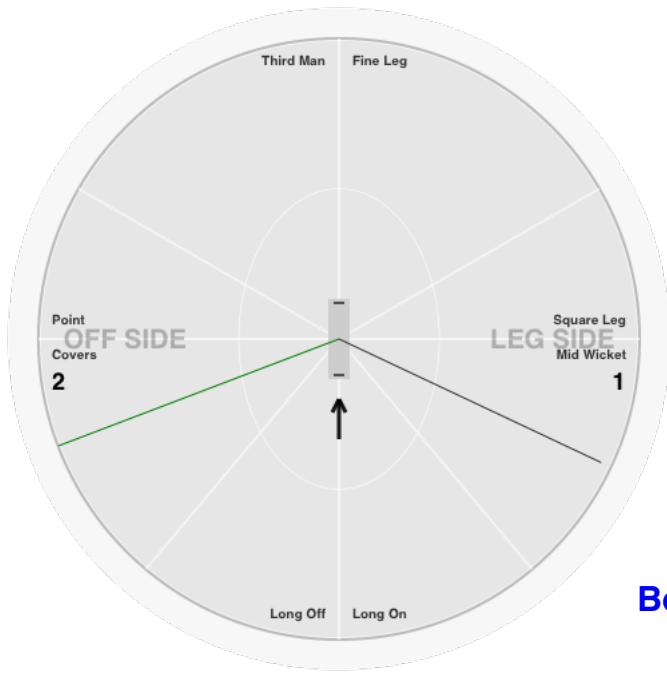 Third Man
Fine Leg
Point
OFF SIDE
Covers
2
Square Leg
LEG SIDE
Mid Wicket
1
Long Off
Long On